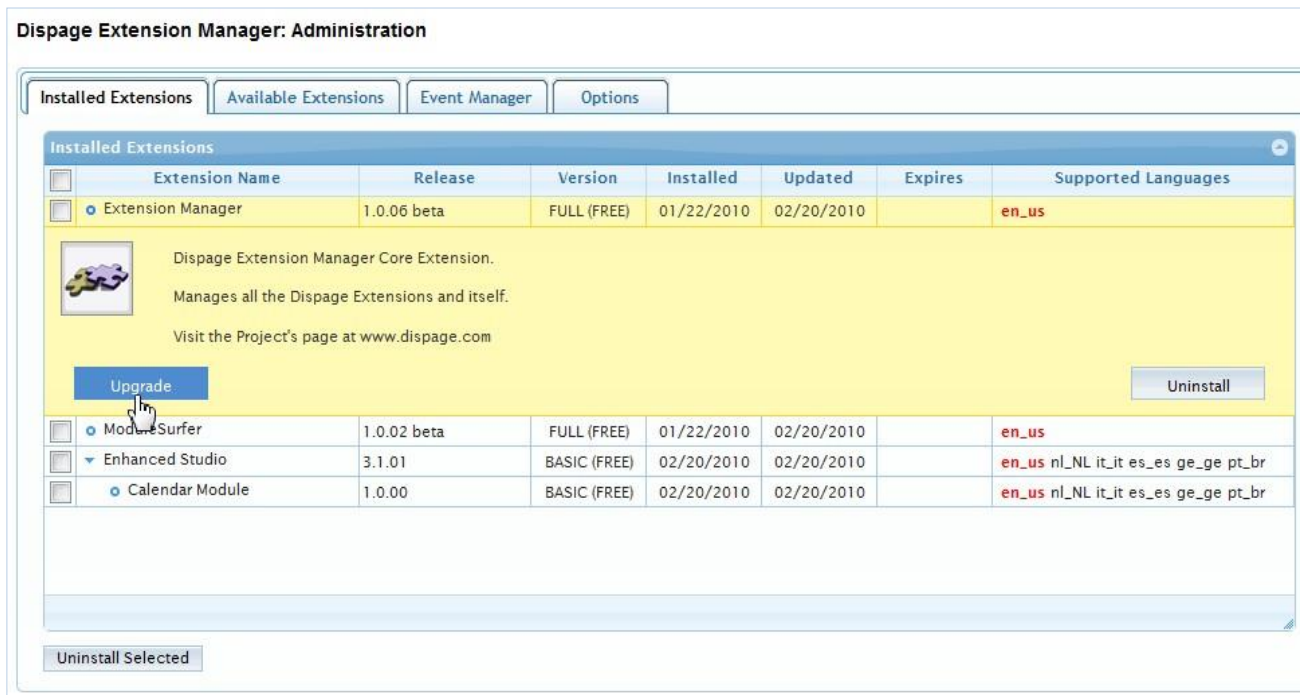 Dispage Extension Manager: Administration
Installed Extensions Available Extensions Event Manager Options
Installed Extensions
Extension Name Release Version Installed Updated Expires Supported Languages
Extension Manager 1.0.06 beta FULL (FREE) 01/22/2010 02/20/2010 en_us
Dispage Extension Manager Core Extension.
Manages all the Dispage Extensions and itself.
Visit the Project's page at www.dispage.com
Upgrade Uninstall
ModuleSurfer 1.0.02 beta FULL (FREE) 01/22/2010 02/20/2010 en_us
Enhanced Studio 3.1.01 BASIC (FREE) 02/20/2010 02/20/2010 en_us nl_NL it_it es_es ge_ge pt_br
Calendar Module 1.0.00 BASIC (FREE) 02/20/2010 02/20/2010 en_us nl_NL it_it es_es ge_ge pt_br
Uninstall Selected